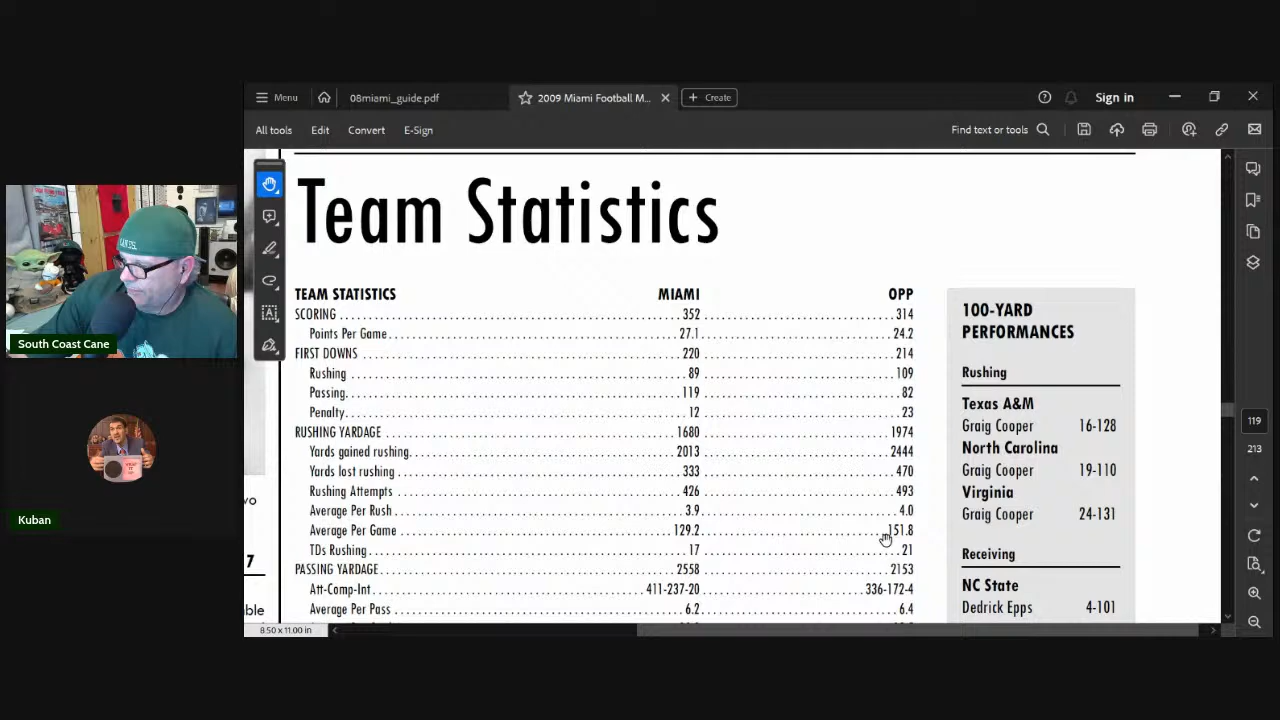 Menu
08miami_guide.pdf
2009 Miami Football M...
Create
Sign in
All tools
Edit
Convert
E-Sign
Find text or tools
Team Statistics
TEAM STATISTICS MIAMI OPP
SCORING 352 314
Points Per Game 27.1 24.2
FIRST DOWNS 220 214
Rushing 89 109
Passing 119 82
Penalty 12 23
RUSHING YARDAGE 1680 1974
Yards gained rushing 2013 2444
Yards lost rushing 333 470
Rushing Attempts 426 493
Average Per Rush 3.9 4.0
Average Per Game 129.2 151.8
TDs Rushing 17 21
PASSING YARDAGE 2558 2153
Att-Comp-Int 411-237-20 336-172-4
Average Per Pass 6.2 6.4
100-YARD
PERFORMANCES
Rushing
Texas A&M
Graig Cooper 16-128
North Carolina
Graig Cooper 19-110
Virginia
Graig Cooper 24-131
Receiving
NC State
Dedrick Epps 4-101
119
213
8.50 x 11.00 in
South Coast Cane
Kuban
7